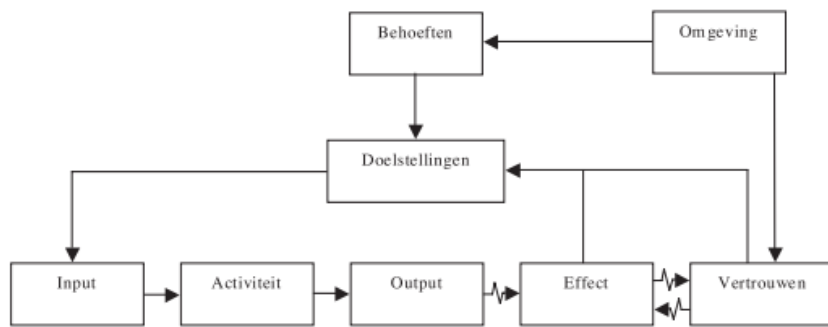 Behoeften
Omgeving
Doelstellingen
Input
Activiteit
Output
Effect
Vertrouwen